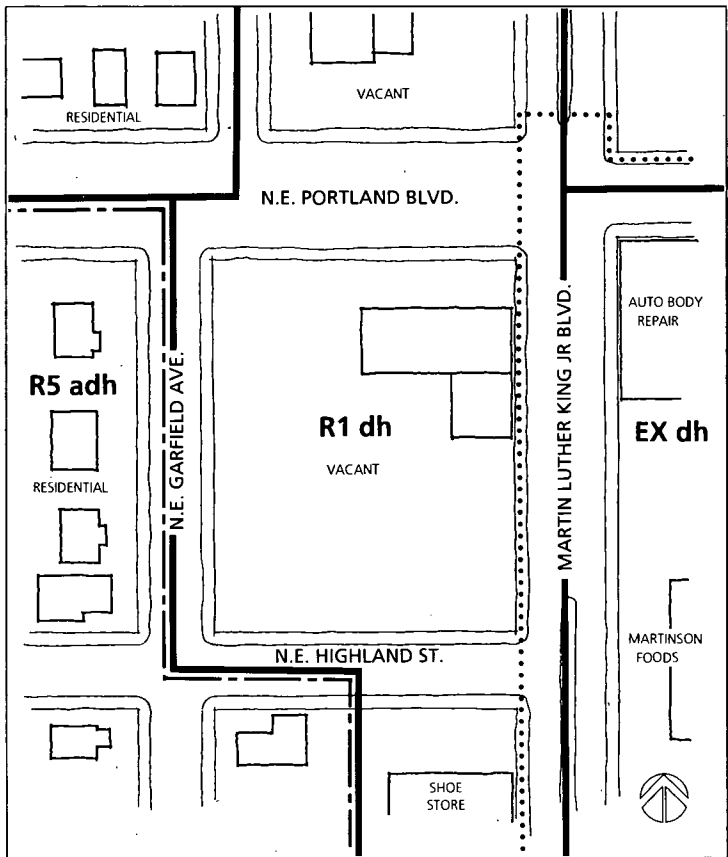 VACANT
RESIDENTIAL
N.E. PORTLAND BLVD.
AUTO BODY
REPAIR
R5 adh
N.E. GARFIELD AVE.
R1 dh
MARTIN LUTHER KING JR BLVD.
EX dh
VACANT
RESIDENTIAL
N.E. HIGHLAND ST.
MARTINSON
FOODS
SHOE
STORE